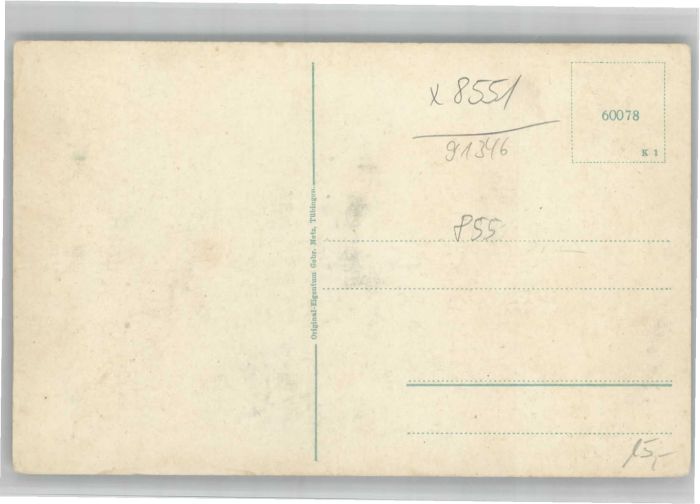 x 8551
60078
91346
K 1
855
Original-Eigentum Gebr. Metz, Tübingen.
15,-